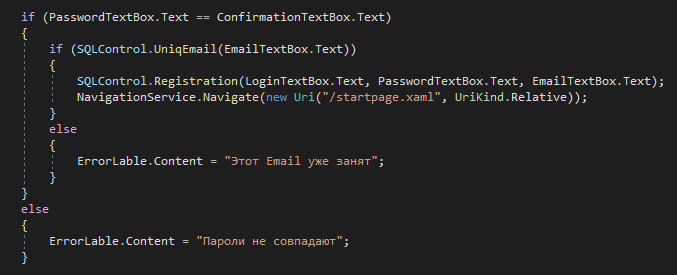 if (PasswordTextBox.Text == ConfirmationTextBox.Text)
{
if (SQLControl.UniqEmail(EmailTextBox.Text))
{
SQLControl.Registration(LoginTextBox.Text, PasswordTextBox.Text, EmailTextBox.Text);
NavigationService.Navigate(new Uri("/startpage.xaml", UriKind.Relative));
}
else
{
ErrorLable.Content = "Этот Email уже занят";
}
}
else
{
ErrorLable.Content = "Пароли не совпадают";
}